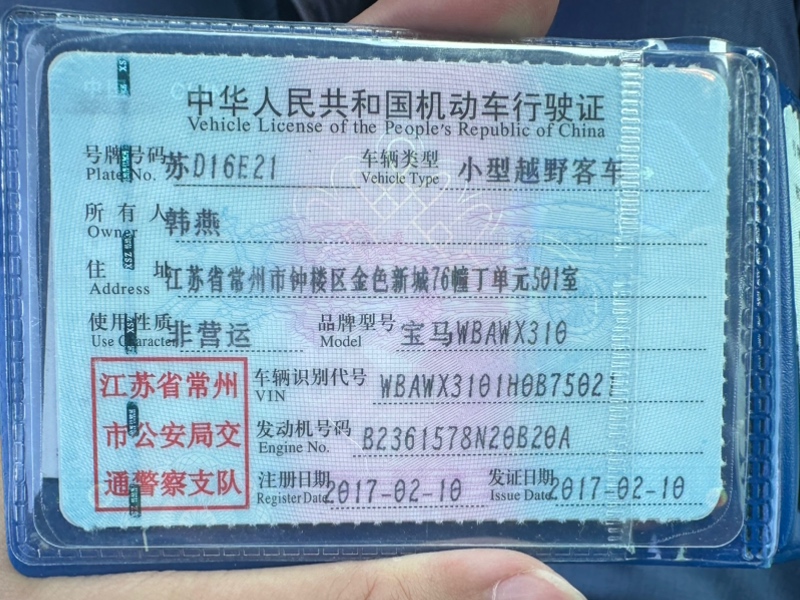 中华人民共和国机动车行驶证
Vehicle License of the People's Republic of China
号牌号码 苏D16E21 车辆类型 小型越野客车
Plate No. Vehicle Type
所有人 韩燕
Owner
住址 江苏省常州市钟楼区金色新城76幢丁单元501室
Address
使用性质 非营运 品牌型号 宝马WBAWX310
Use Character Model
车辆识别代号 WBAWX3101H0B75021
VIN
发动机号码 B2361578N20B20A
Engine No.
注册日期 2017-02-10 发证日期 2017-02-10
Register Date Issue Date
江苏省常州
市公安局交
通警察支队